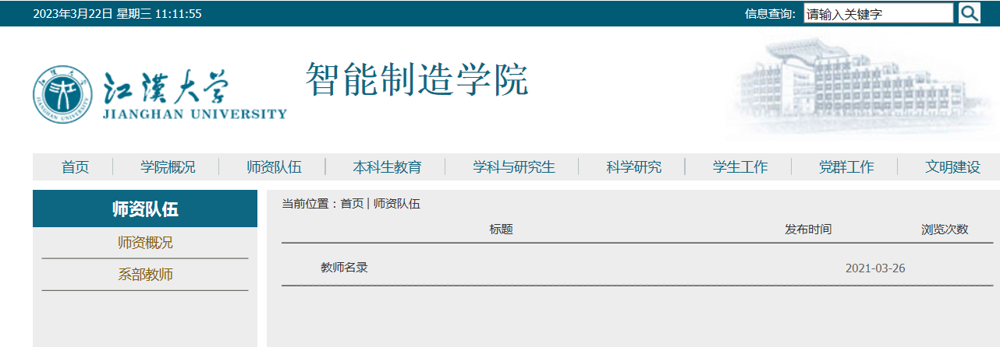 2023年3月22日 星期三 11:11:55 信息查询: 请输入关键字
江漢大学
JIANGHAN UNIVERSITY
智能制造学院
首页 学院概况 师资队伍 本科生教育 学科与研究生 科学研究 学生工作 党群工作 文明建设
师资队伍
师资概况
系部教师
当前位置：首页 | 师资队伍
标题 发布时间 浏览次数
教师名录 2021-03-26